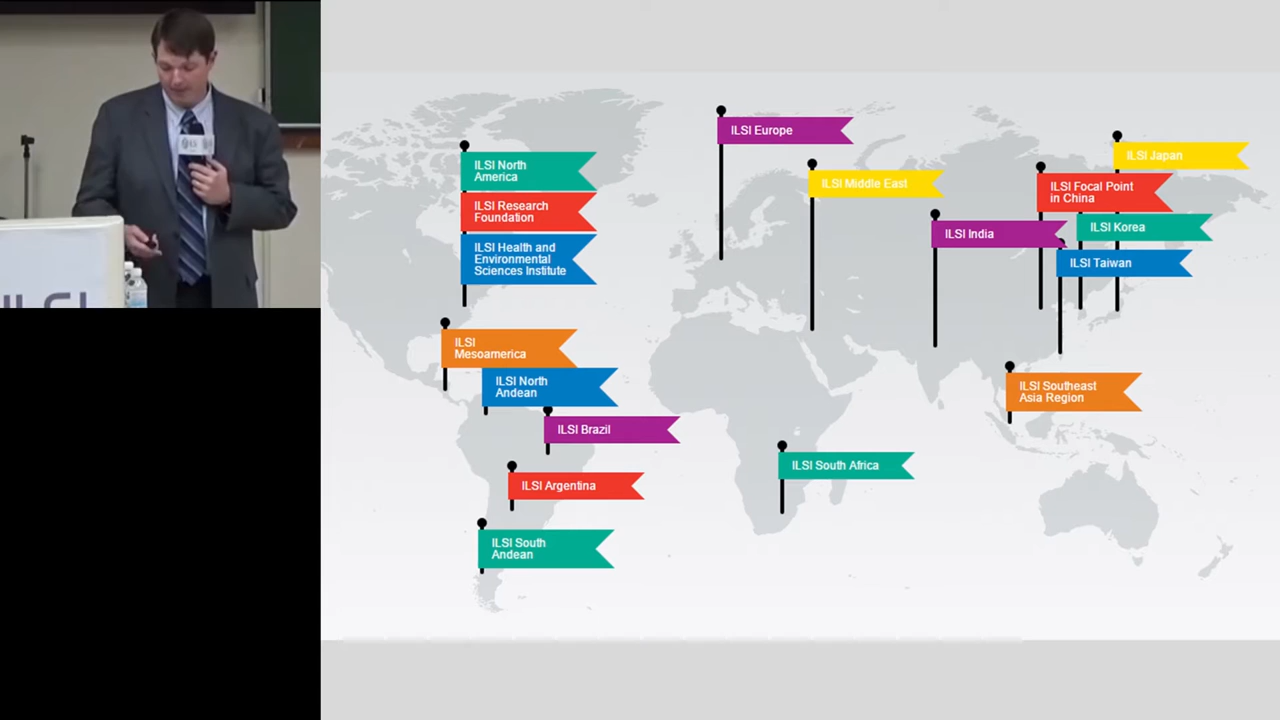 ILSI Europe
ILSI North
America
ILSI Japan
ILSI Middle East
ILSI Focal Point
in China
ILSI Research
Foundation
ILSI Korea
ILSI India
ILSI Health and
Environmental
Sciences Institute
ILSI Taiwan
ILSI
Mesoamerica
ILSI North
Andean
ILSI Southeast
Asia Region
ILSI Brazil
ILSI South Africa
ILSI Argentina
ILSI South
Andean
ILSI